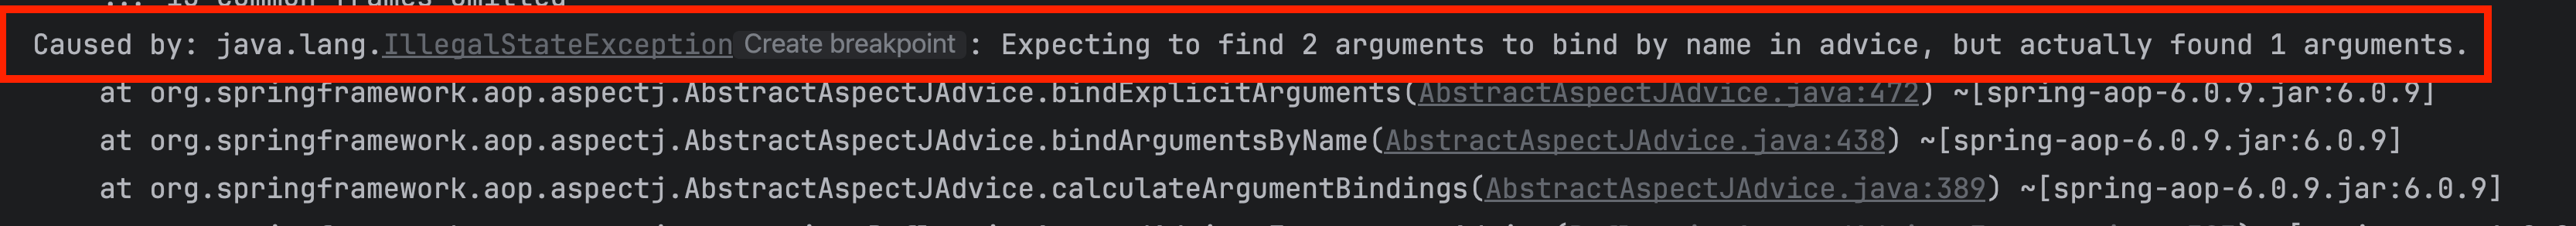 ... 10 common frames omitted
Caused by: java.lang.IllegalStateException Create breakpoint : Expecting to find 2 arguments to bind by name in advice, but actually found 1 arguments.
at org.springframework.aop.aspectj.AbstractAspectJAdvice.bindExplicitArguments(AbstractAspectJAdvice.java:472) ~[spring-aop-6.0.9.jar:6.0.9]
at org.springframework.aop.aspectj.AbstractAspectJAdvice.bindArgumentsByName(AbstractAspectJAdvice.java:438) ~[spring-aop-6.0.9.jar:6.0.9]
at org.springframework.aop.aspectj.AbstractAspectJAdvice.calculateArgumentBindings(AbstractAspectJAdvice.java:389) ~[spring-aop-6.0.9.jar:6.0.9]